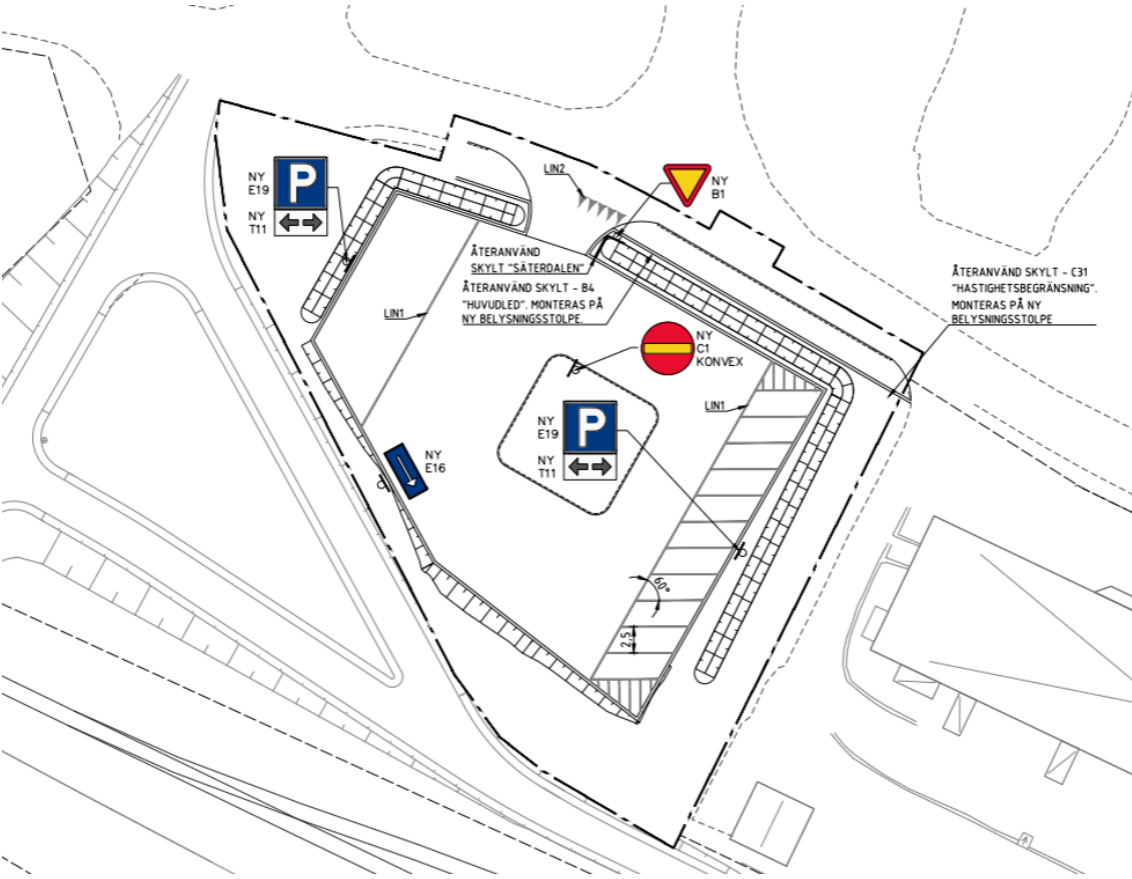 LIN2
NY
B1
NY
E19
P
NY
T11
ÅTERANVÄND
SKYLT "SÄTERDALEN"
ÅTERANVÄND SKYLT - B4
"HUVUDLED". MONTERAS PÅ
NY BELYSNINGSSTOLPE.
ÅTERANVÄND SKYLT - C31
"HASTIGHETSBEGRÄNSNING".
MONTERAS PÅ NY
BELYSNINGSSTOLPE
LIN1
NY
C1
KONVEX
LIN1
NY
E19
P
NY
T11
NY
E16
60°
2,5